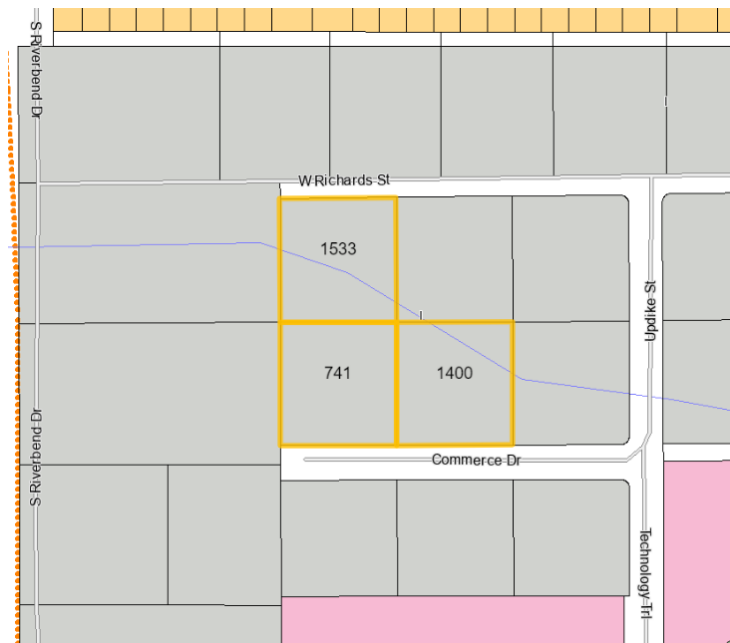 S Riverbend Dr
W Richards St
1533
I
Updike St
741
1400
S Riverbend Dr
Commerce Dr
Technology Trl